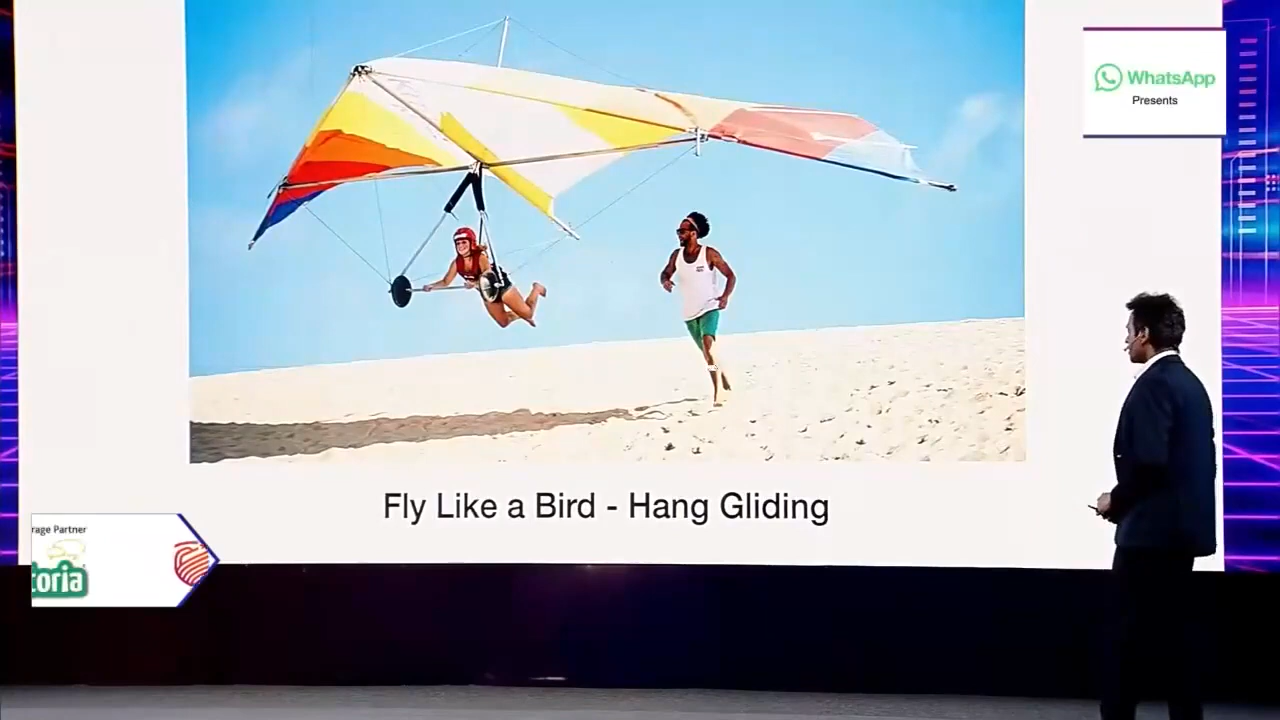 WhatsApp
Presents
Fly Like a Bird - Hang Gliding
rage Partner
toria